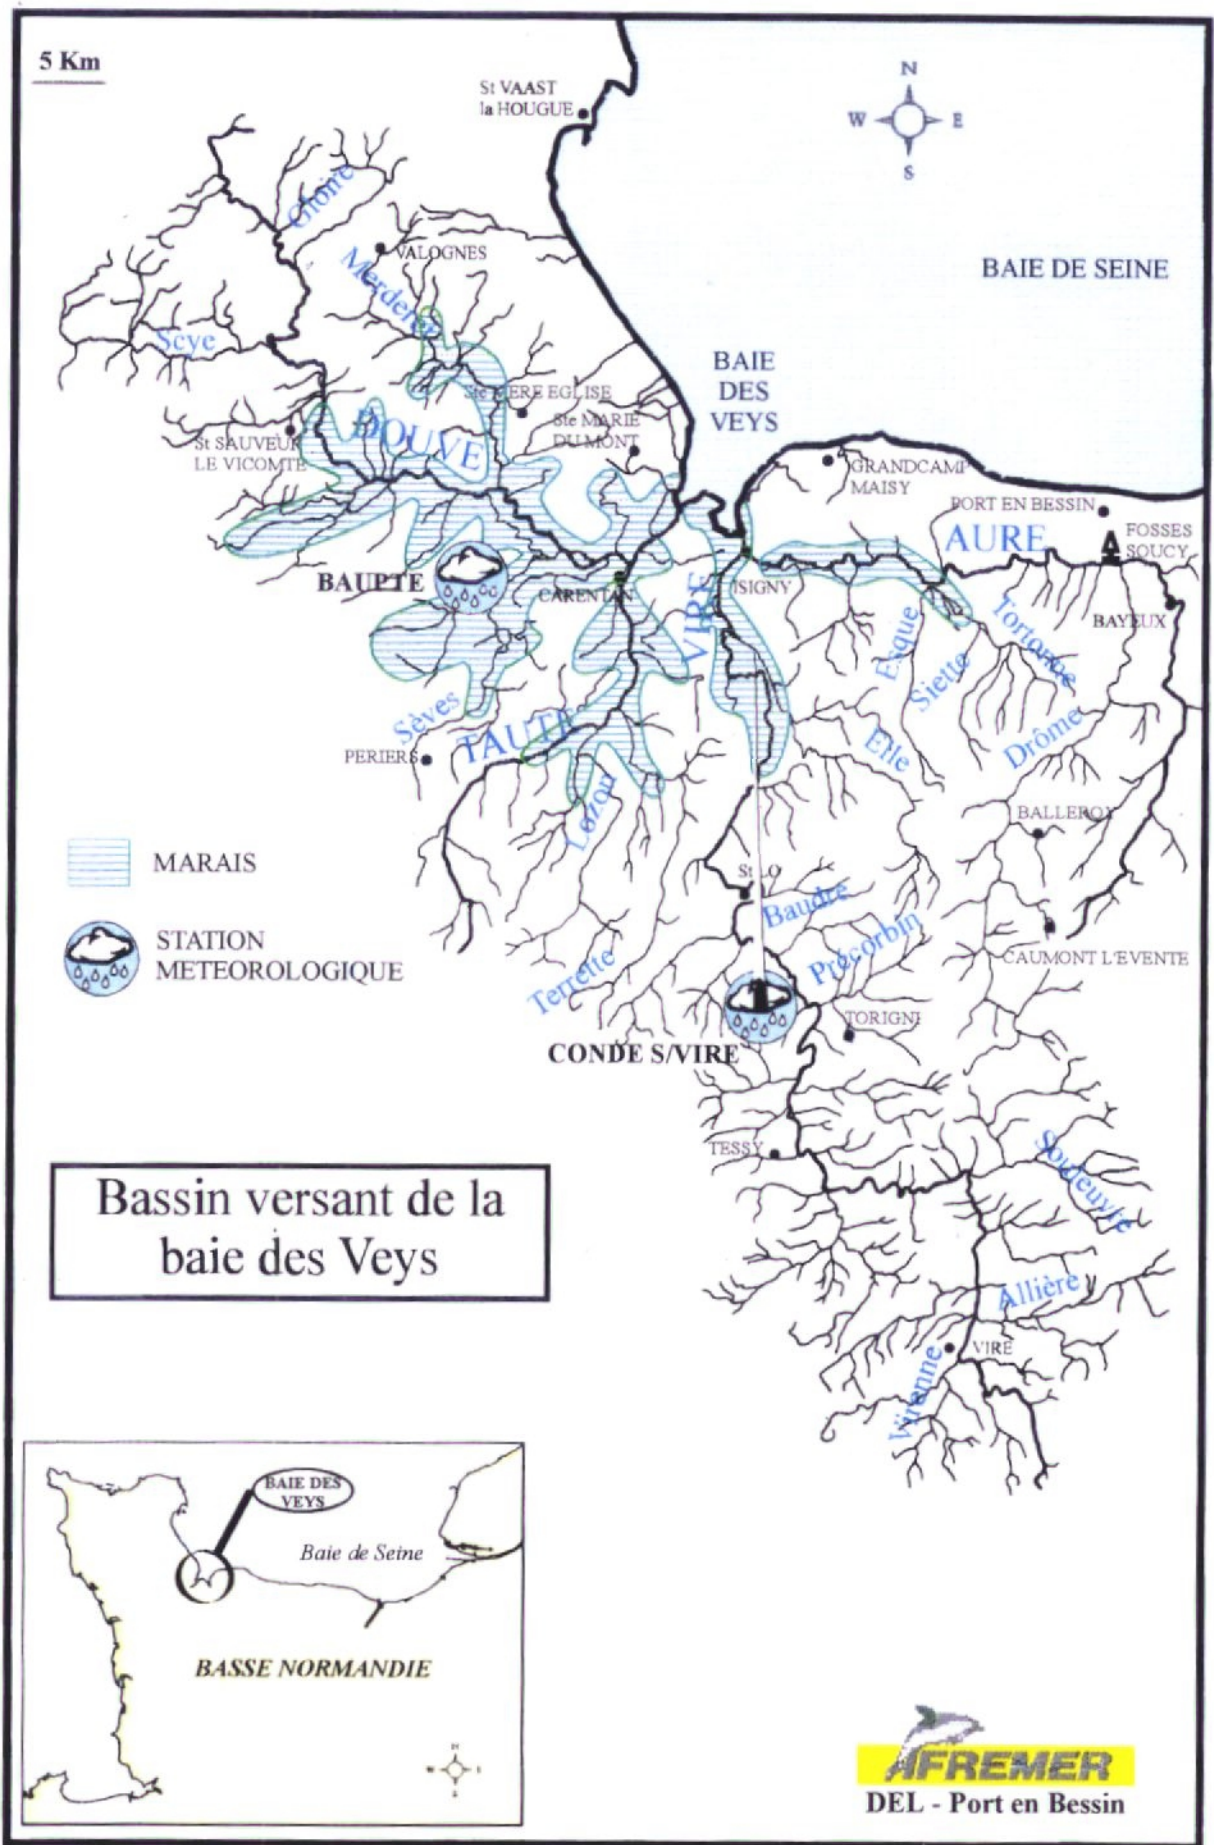 5 Km
St VAAST
la HOUGUE
N
W E
S
Gloire
VALOGNES
Merderet
BAIE DE SEINE
Scye
BAIE
DES
VEYS
Ste MERE EGLISE
Ste MARIE
DU MONT
DOUVE
St SAUVEUR
LE VICOMTE
GRANDCAMP
MAISY
PORT EN BESSIN
AURE
FOSSES
SOUCY
BAUPTE
CARENTAN
VIRE
ISIGNY
BAYEUX
Esque
Siette
Tortonne
Sèves
TAUTE
PERIERS
Elle
Drôme
Lozon
BALLEROY
MARAIS
St LO
Baudre
STATION
METEOROLOGIQUE
Précorbin
CAUMONT L'EVENTE
Terrette
TORIGNI
CONDE S/VIRE
TESSY
Souleuvre
Bassin versant de la
baie des Veys
Allière
VIRE
Virenne
BAIE DES
VEYS
Baie de Seine
BASSE NORMANDIE
N
W E
S
IFREMER
DEL - Port en Bessin